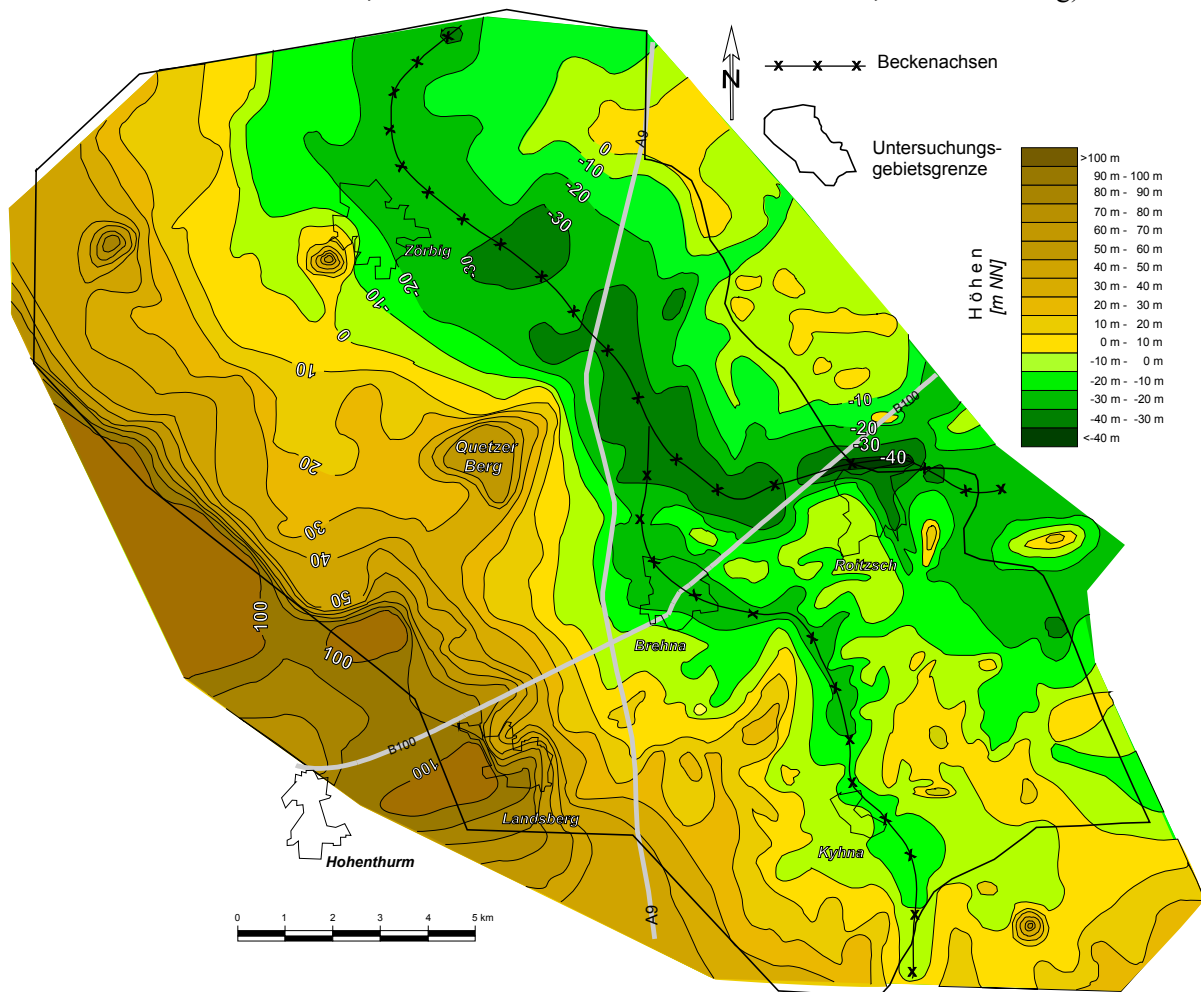 N
Beckenachsen
Untersuchungs-
gebietsgrenze
Höhen
[m NN]
>100 m
90 m - 100 m
80 m - 90 m
70 m - 80 m
60 m - 70 m
50 m - 60 m
40 m - 50 m
30 m - 40 m
20 m - 30 m
10 m - 20 m
0 m - 10 m
-10 m - 0 m
-20 m - -10 m
-30 m - -20 m
-40 m - -30 m
<-40 m
A9
0
-10
-20
-30
Zörbig
-30
-20
-10
0
10
-10
B100
-20
-30
-40
Quetzer
Berg
20
30
40
50
100
100
Roitzsch
Brehna
B100
100
Landsberg
Kyhna
Hohenthurm
A9
0 1 2 3 4 5 km